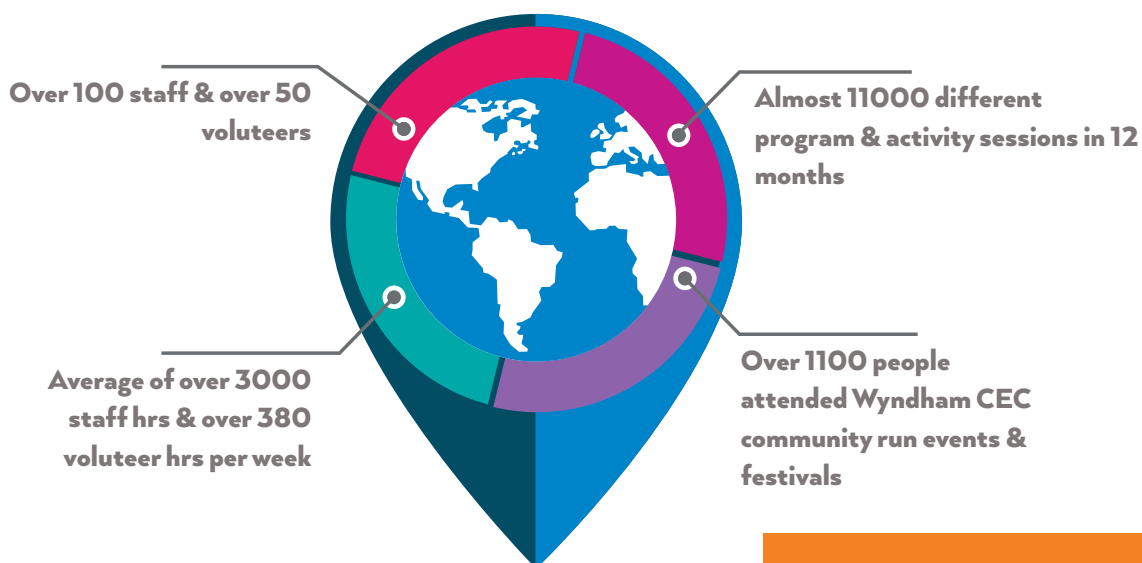 Over 100 staff & over 50
voluteers
Almost 11000 different
program & activity sessions in 12
months
Average of over 3000
staff hrs & over 380
voluteer hrs per week
Over 1100 people
attended Wyndham CEC
community run events &
festivals